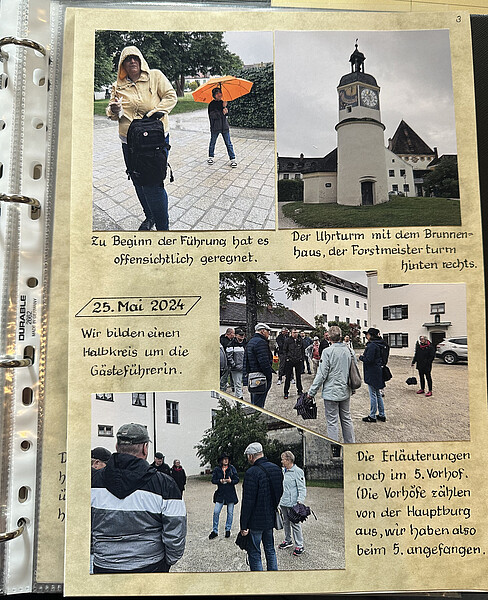 3
Zu Beginn der Führung hat es
offensichtlich geregnet.
Der Uhrturm mit dem Brunnen-
haus, der Forstmeisterturm
hinten rechts.
25. Mai 2024
Wir bilden einen
Halbkreis um die
Gästeführerin.
Die Erläuterungen
noch im 5. Vorhof.
(Die Vorhöfe zählen
von der Hauptburg
aus, wir haben also
beim 5. angefangen.
DURABLE